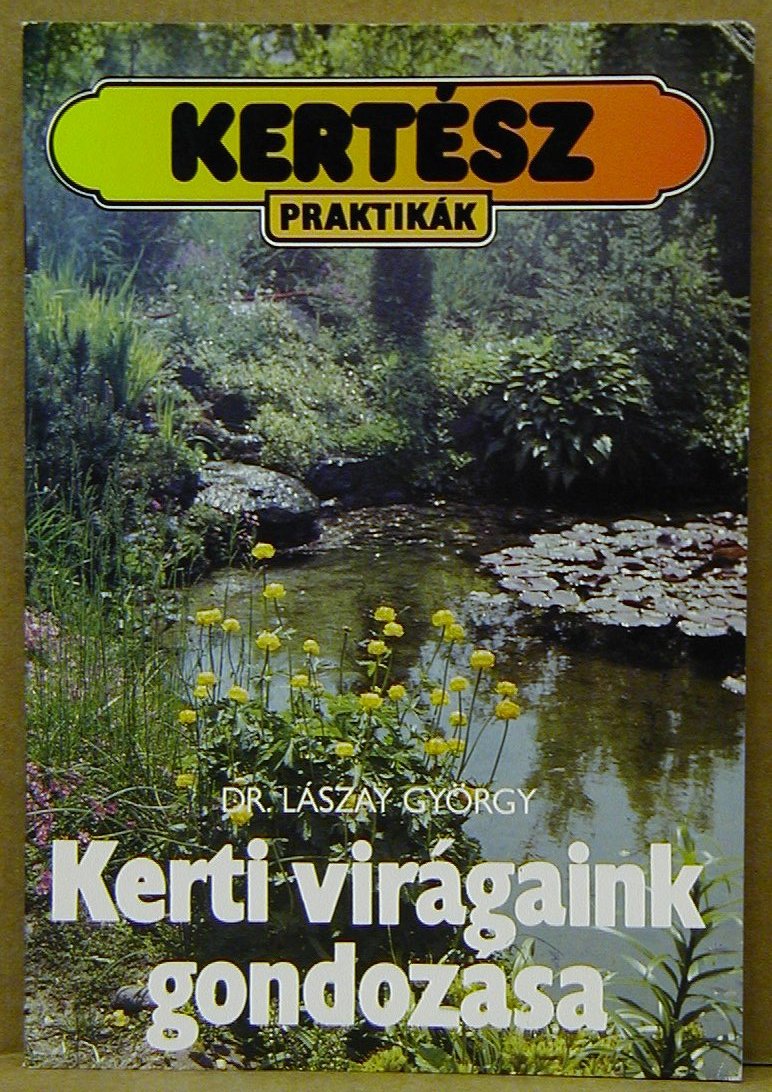 KERTÉSZ
PRAKTIKÁK
DR. LÁSZAY GYÖRGY
Kerti virágaink
gondozása